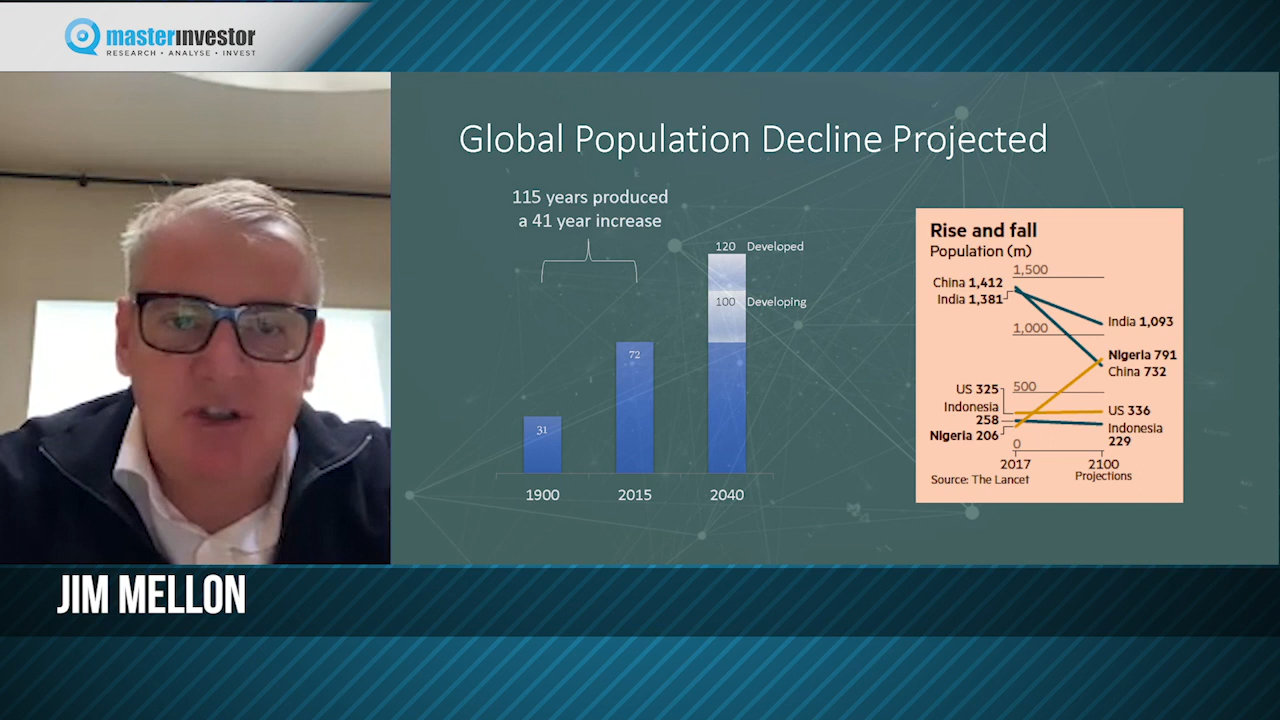 masterinvestor
RESEARCH • ANALYSE • INVEST
Global Population Decline Projected
115 years produced
a 41 year increase
120 Developed
100 Developing
72
31
1900 2015 2040
Rise and fall
Population (m)
1,500
China 1,412
India 1,381
India 1,093
1,000
Nigeria 791
China 732
US 325
500
Indonesia
258
US 336
Nigeria 206
Indonesia
229
0
2017 2100
Projections
Source: The Lancet
JIM MELLON